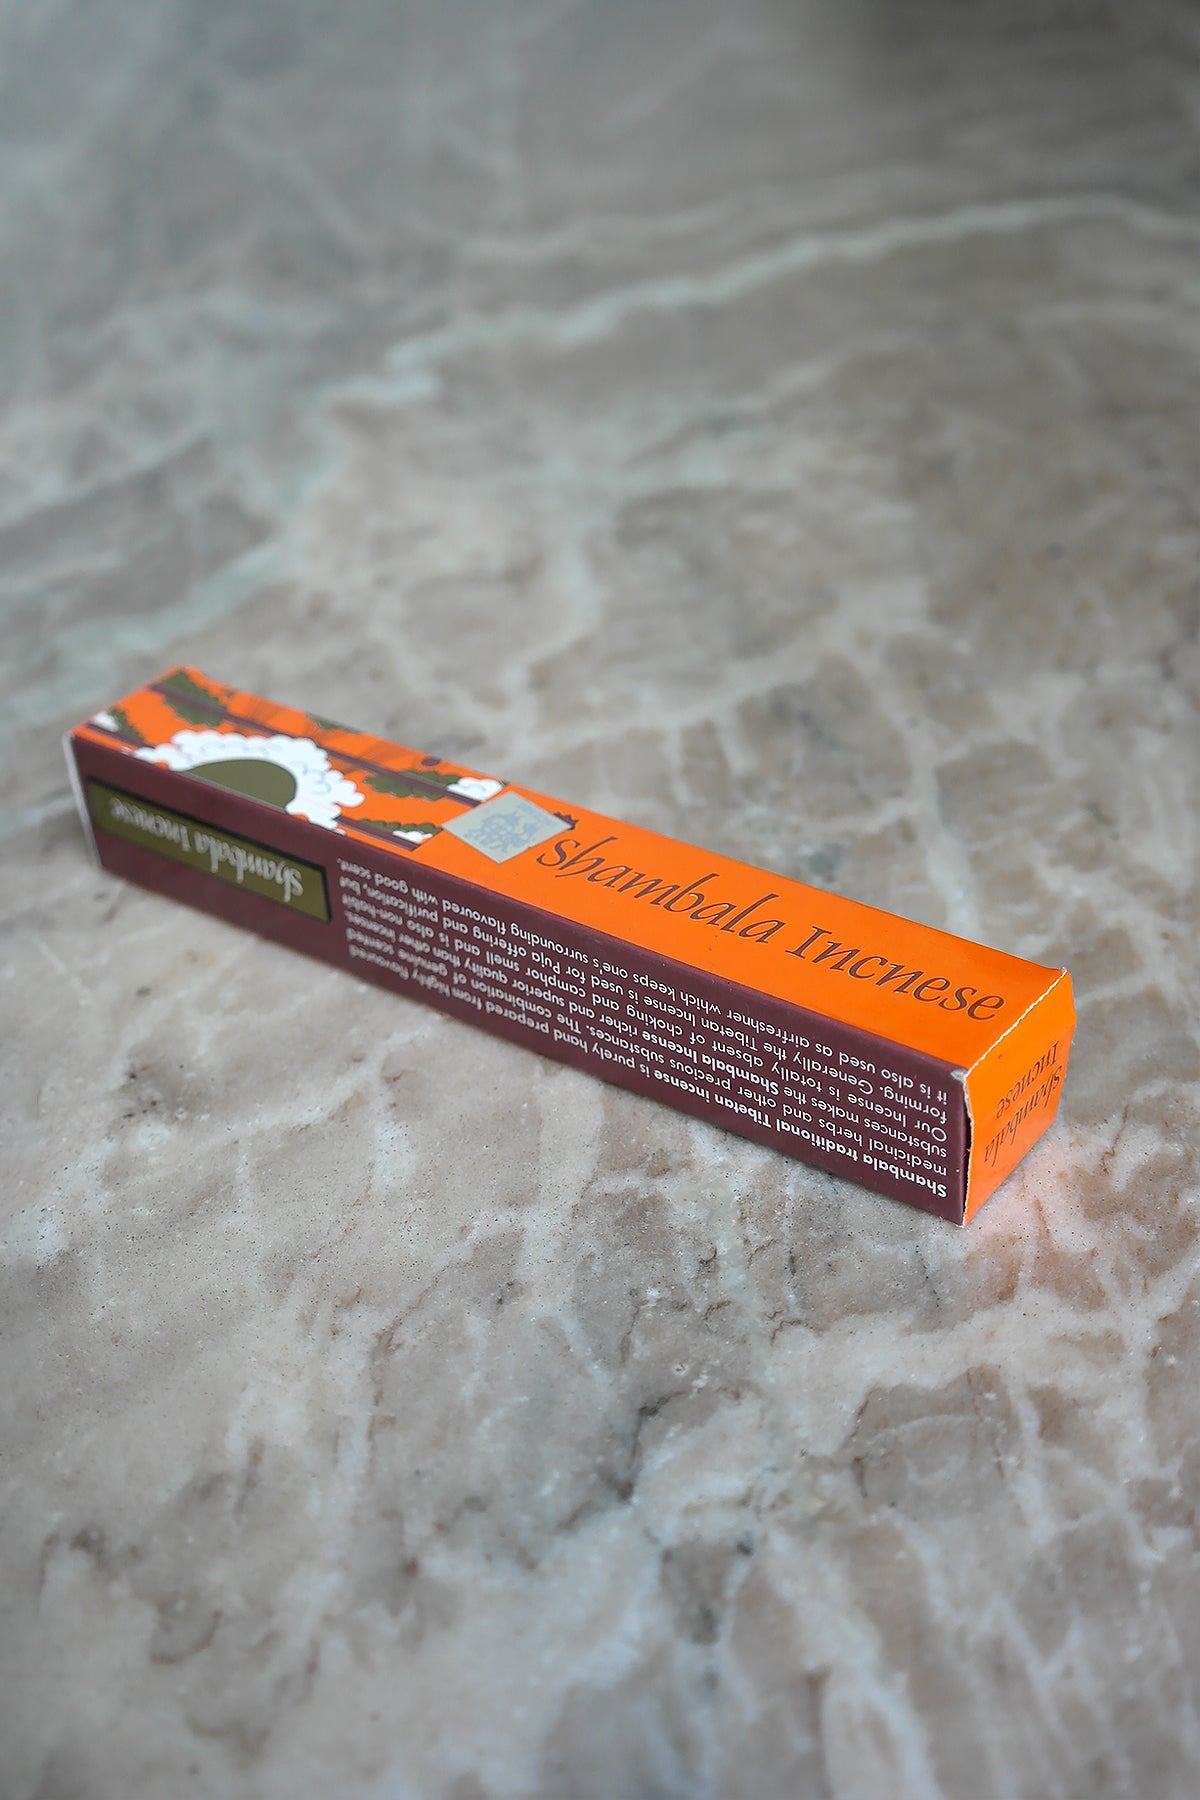 shambala Incnese
shambala
Incnese
shambala Incnese
Shambala traditional Tibetan incense is purely hand prepared from highly flavoured
medicinal herbs and other precious substances. The combination of genuine scented
substances makes the Shambala Incense richer and superior quality than other incenses.
Our Incense is totally absent of choking and camphor smell and is also non-habit
forming. Generally the Tibetan Incense is used for Puja offering and purification, but
it is also used as airfreshner which keeps one's surrounding flavoured with good scent.